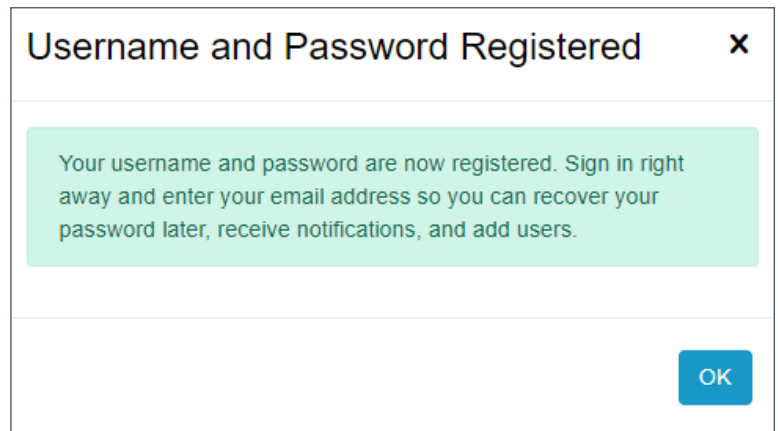 Username and Password Registered x
Your username and password are now registered. Sign in right
away and enter your email address so you can recover your
password later, receive notifications, and add users.
OK